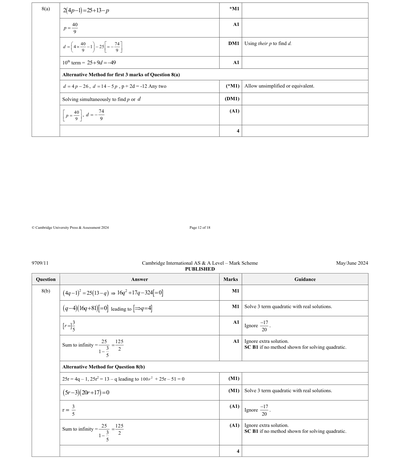 8(a)
2(4p−1)=25+13−p
*M1
p = 40/9
A1
d = (4×40/9−1)−25[=−74/9]
DM1
Using their p to find d.
10th term = 25+9d = −49
A1
Alternative Method for first 3 marks of Question 8(a)
d = 4p−26, d = 14−5p, p+2d=−12 Any two
(*M1)
Allow unsimplified or equivalent.
Solving simultaneously to find p or d
(DM1)
[p = 40/9], d = −74/9
(A1)
4
© Cambridge University Press & Assessment 2024
Page 12 of 18
9709/11
Cambridge International AS & A Level – Mark Scheme
May/June 2024
PUBLISHED
Question
Answer
Marks
Guidance
8(b)
(4q−1)²=25(13−q) or 16q²+17q−324[=0]
M1
(q−4)(16q+81)[=0] leading to [⇒q=4]
M1
Solve 3 term quadratic with real solutions.
[r=]3/5
A1
Ignore −17/20.
Sum to infinity = 25/(1−3/5) = 125/2
A1
Ignore extra solution.
SC B1 if no method shown for solving quadratic.
Alternative Method for Question 8(b)
25r = 4q − 1, 25r² = 13 − q leading to 100r² + 25r − 51 = 0
(M1)
(5r−3)(20r+17)=0
(M1)
Solve 3 term quadratic with real solutions.
r = 3/5
(A1)
Ignore −17/20.
Sum to infinity = 25/(1−3/5) = 125/2
(A1)
Ignore extra solution.
SC B1 if no method shown for solving quadratic.
4